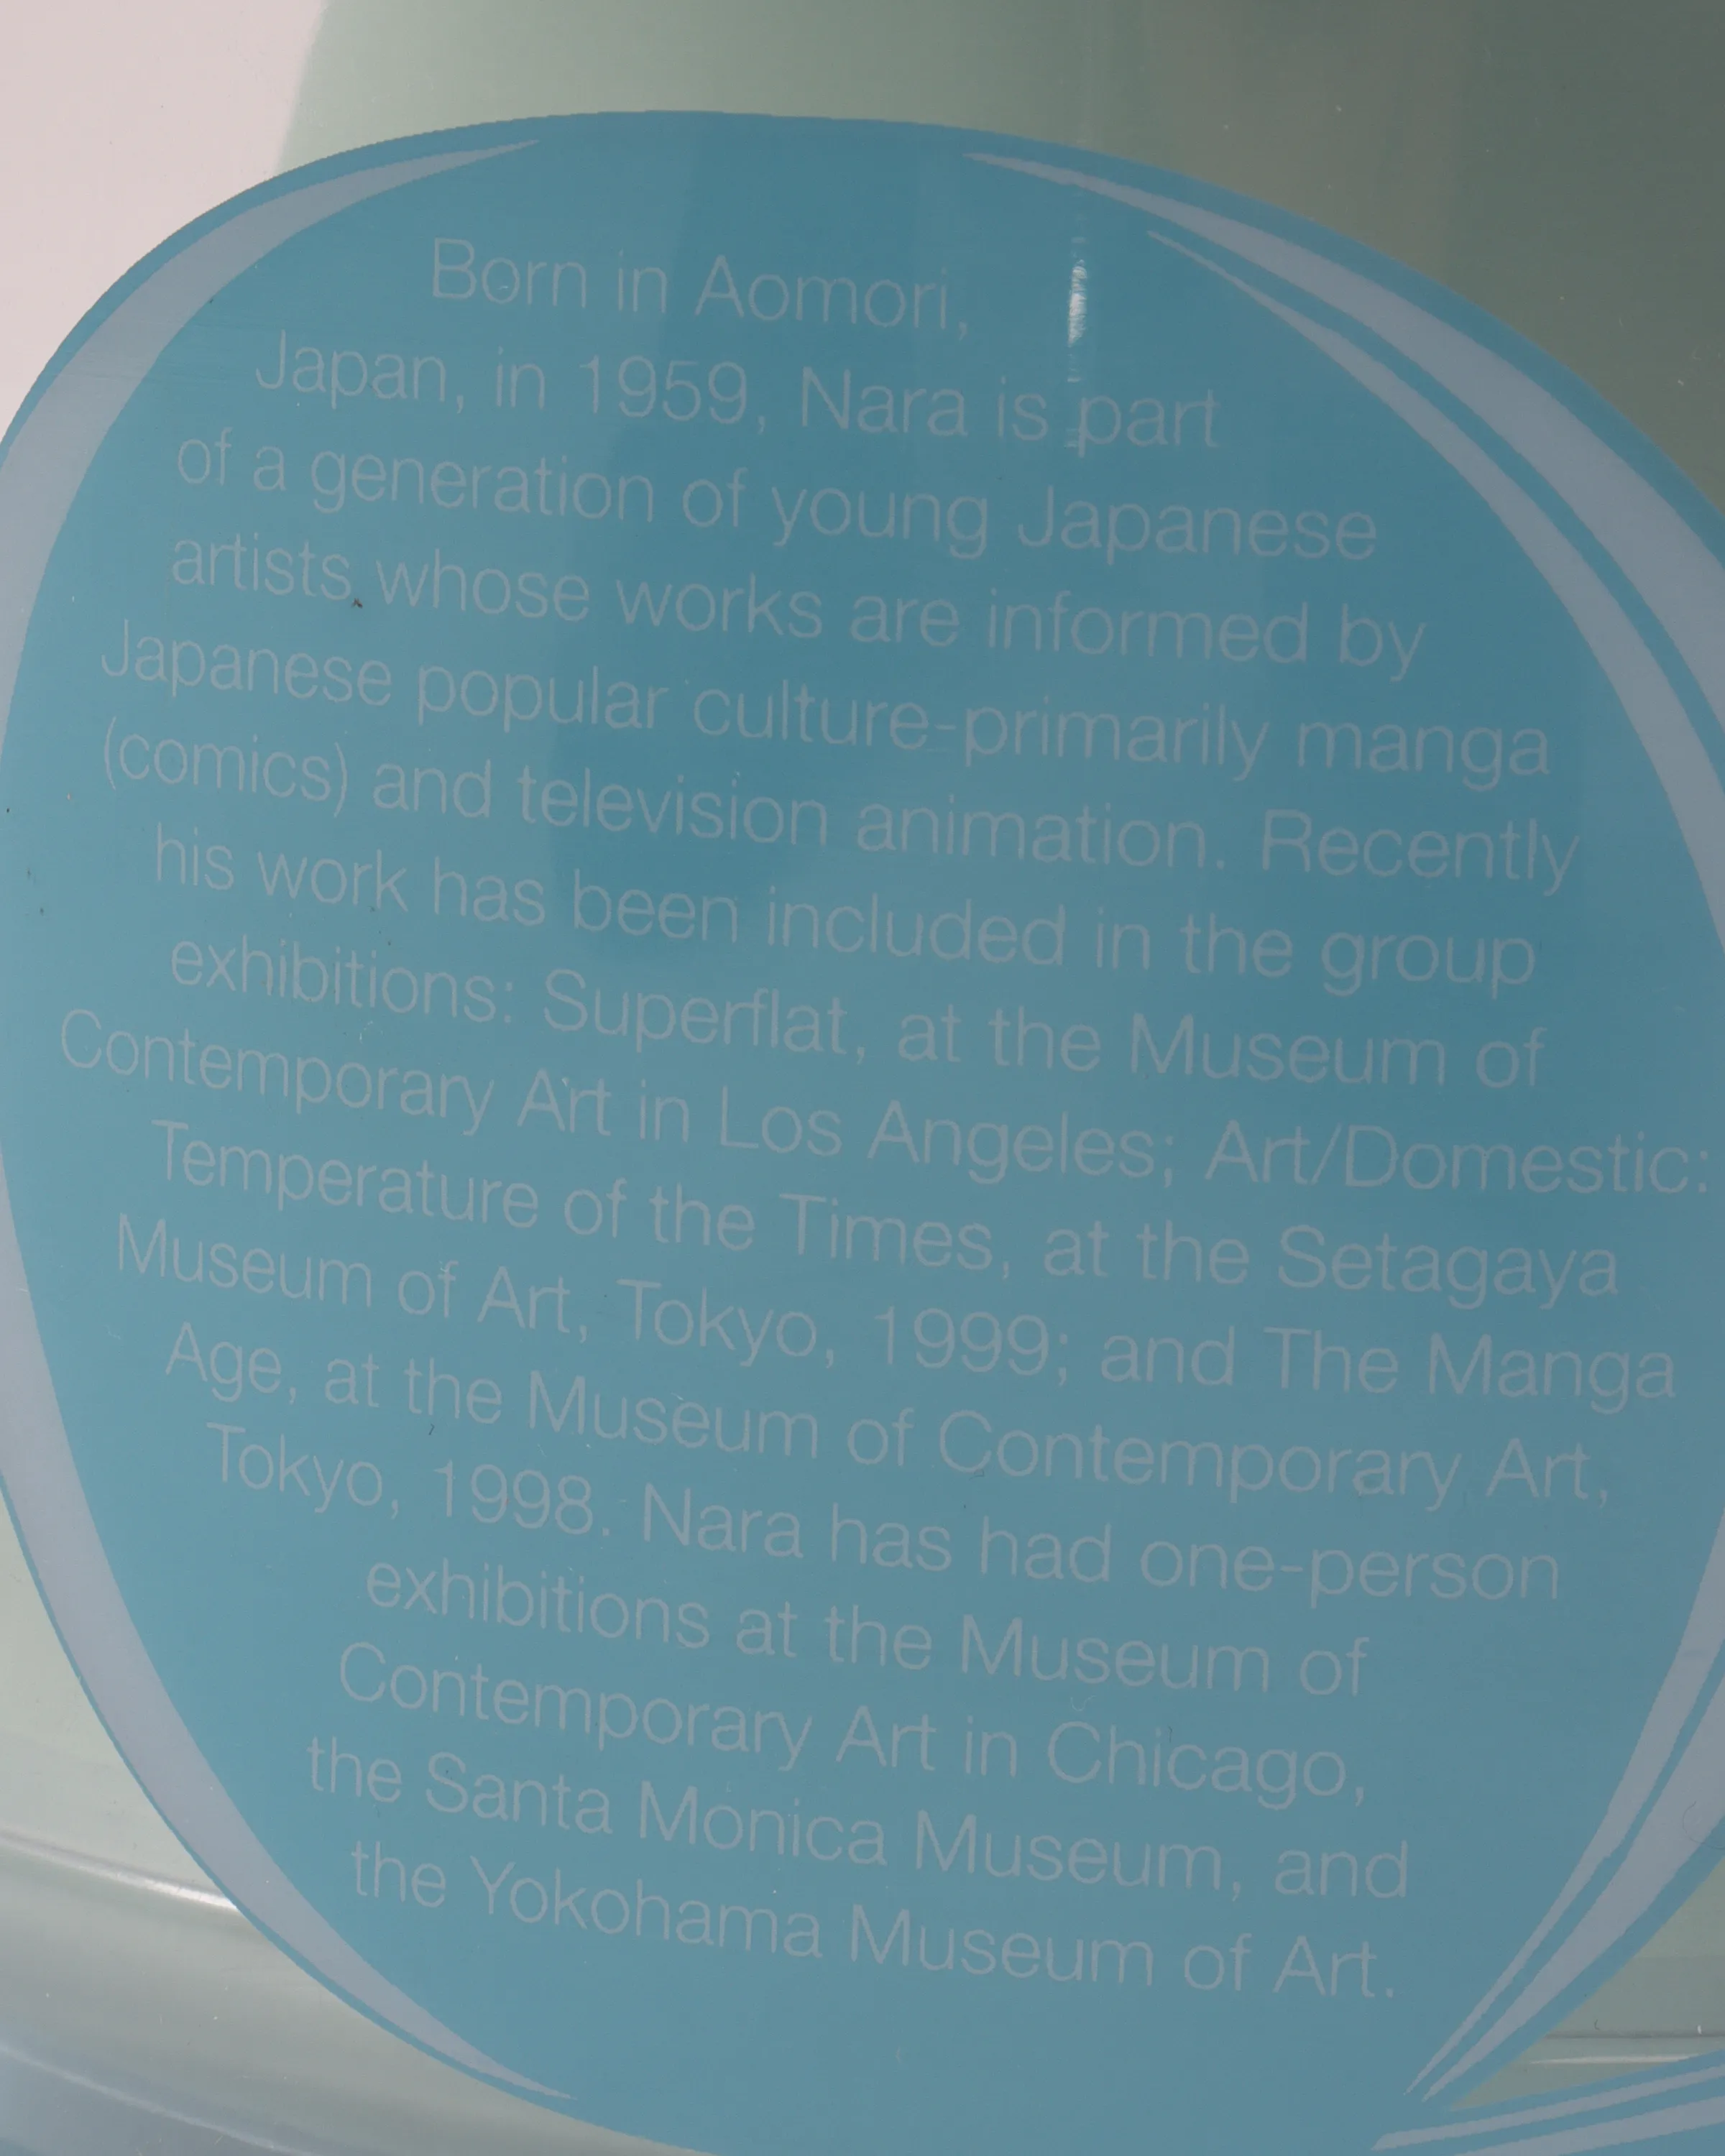 Born in Aomori,
Japan, in 1959, Nara is part
of a generation of young Japanese
artists whose works are informed by
Japanese popular culture-primarily manga
(comics) and television animation. Recently
his work has been included in the group
exhibitions: Superflat, at the Museum of
Contemporary Art in Los Angeles; Art/Domestic:
Temperature of the Times, at the Setagaya
Museum of Art, Tokyo, 1999; and The Manga
Age, at the Museum of Contemporary Art,
Tokyo, 1998. Nara has had one-person
exhibitions at the Museum of
Contemporary Art in Chicago,
the Santa Monica Museum, and
the Yokohama Museum of Art.